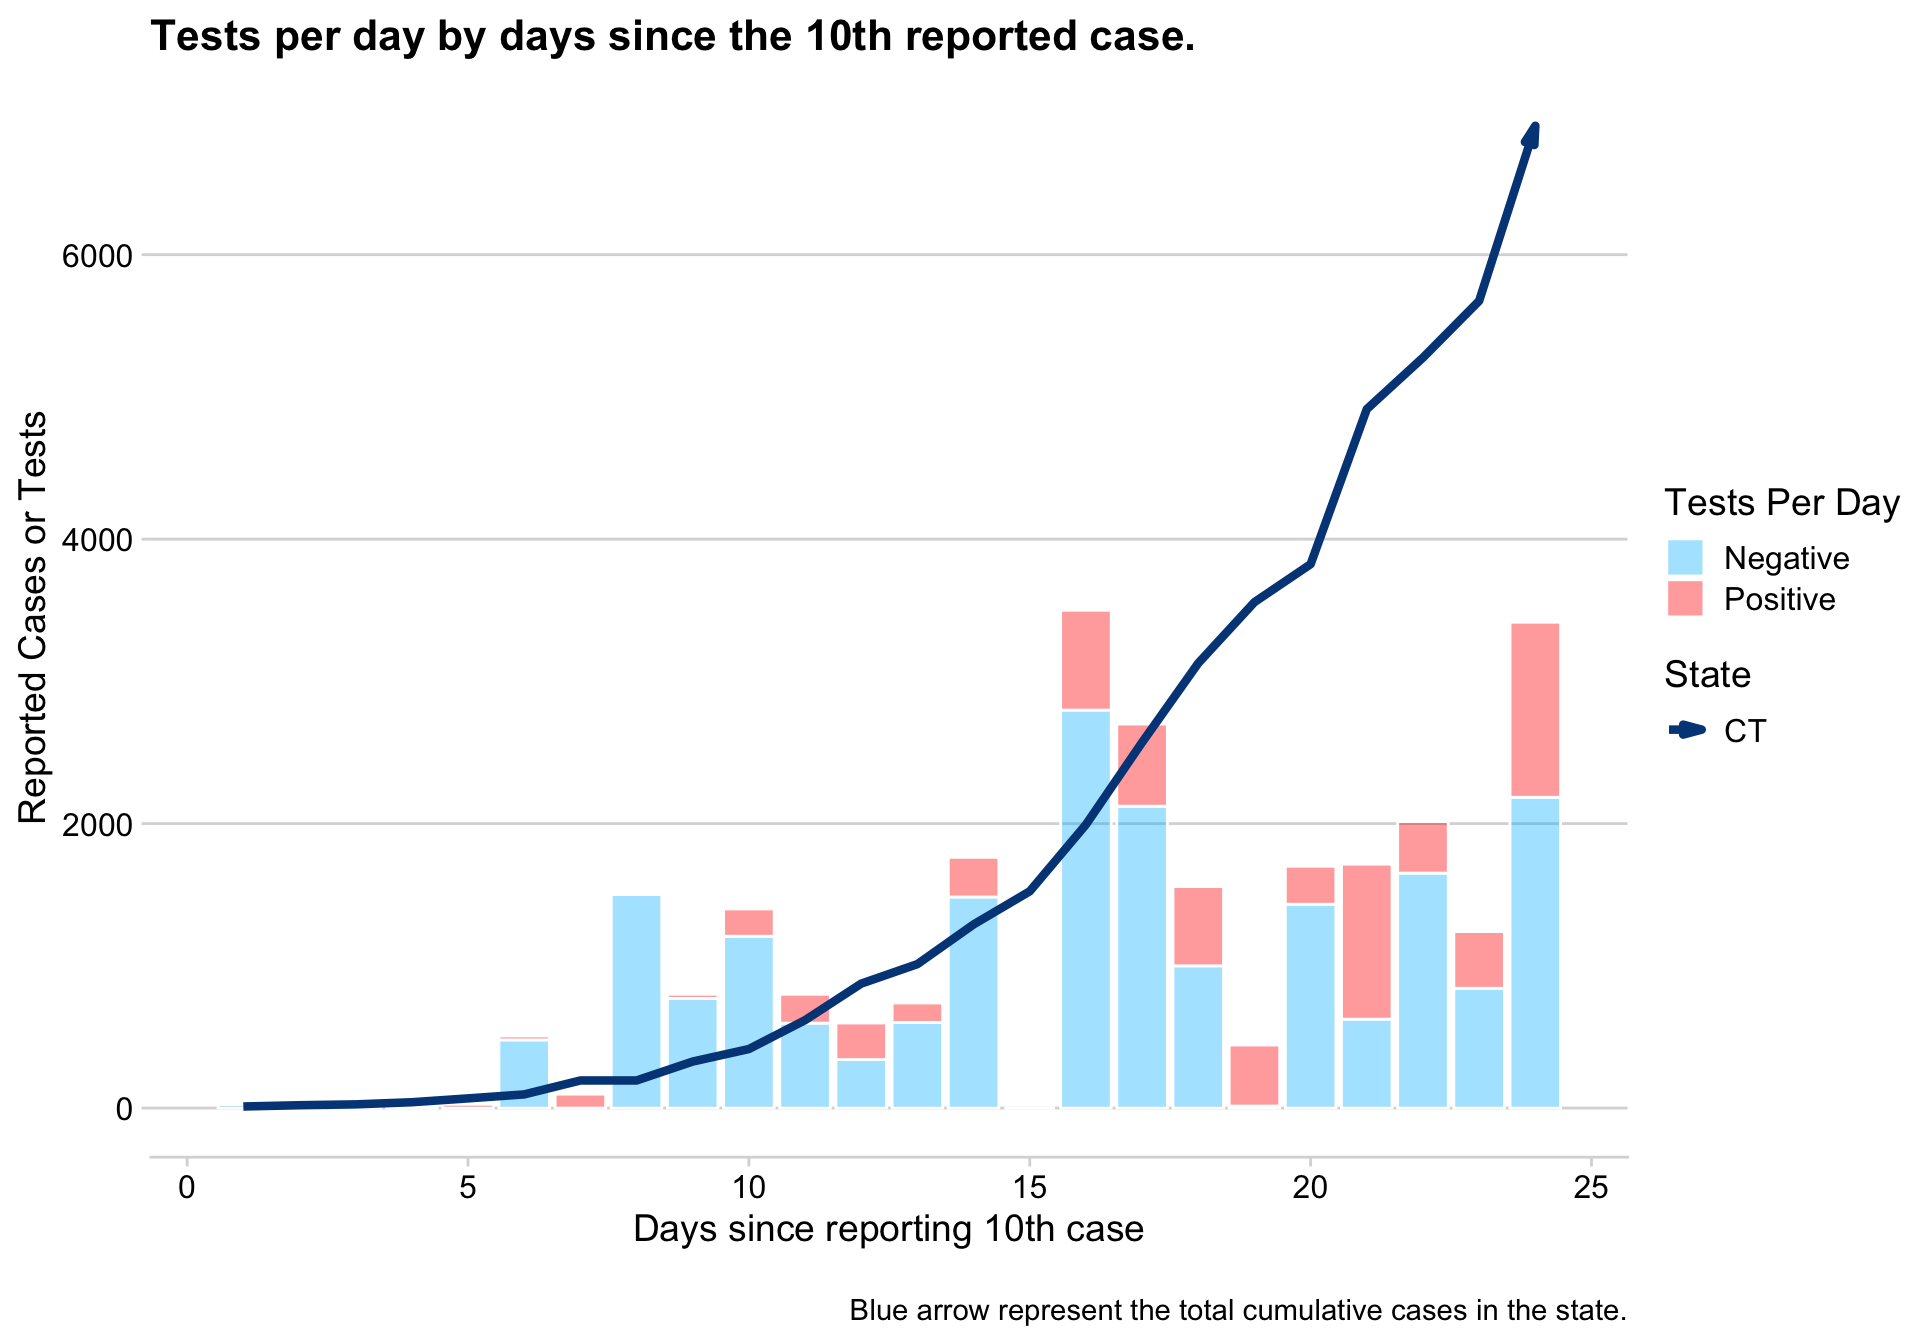 Tests per day by days since the 10th reported case.
Reported Cases or Tests
6000
4000
2000
0
0 5 10 15 20 25
Days since reporting 10th case
Tests Per Day
Negative
Positive
State
CT
Blue arrow represent the total cumulative cases in the state.